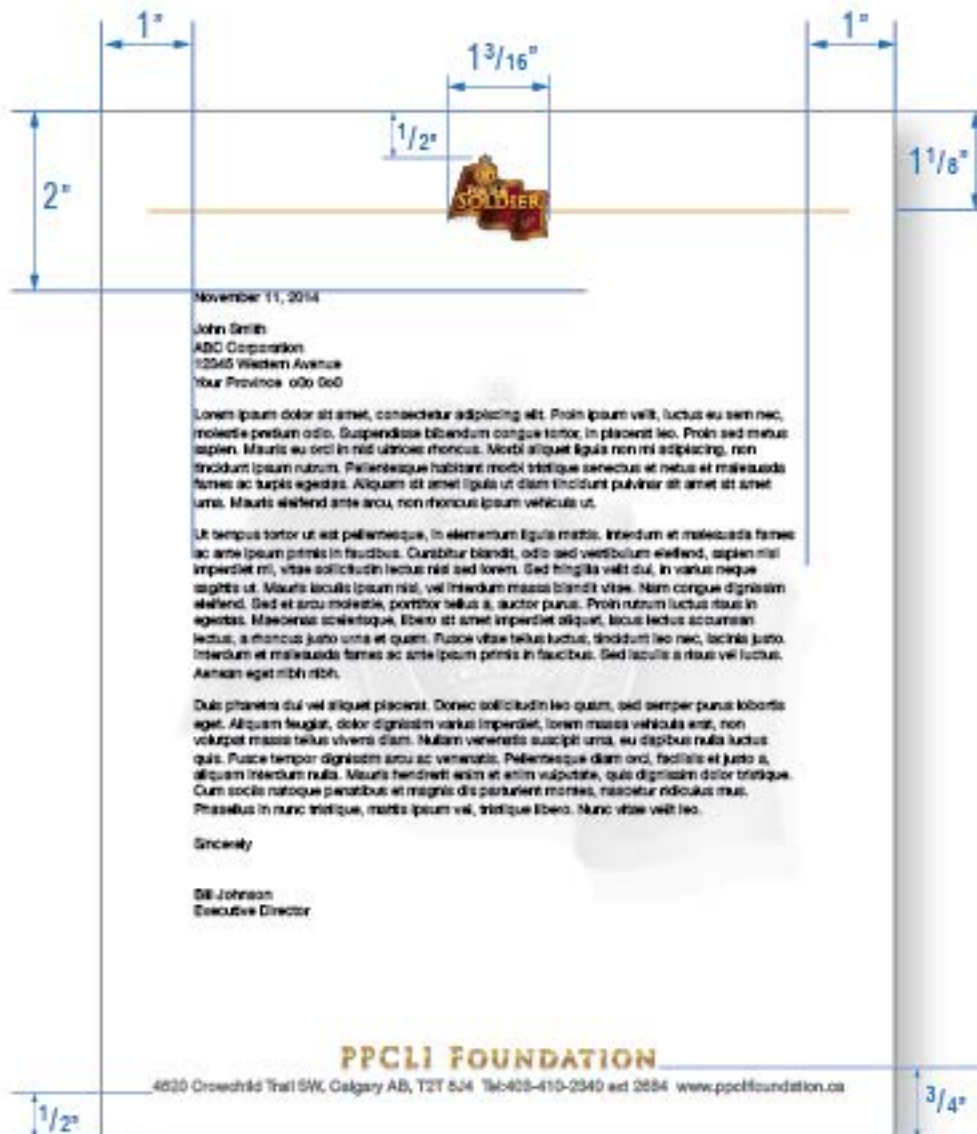 1" 1"
1 3/16"
1/2"
1 1/8"
2"
SOLDIER
November 11, 2014
John Smith
ABC Corporation
12345 Western Avenue
Your Province o0o 0o0
Lorem ipsum dolor sit amet, consectetur adipiscing elit. Proin ipsum velit, luctus eu sem nec,
molestie pretium odio. Suspendisse bibendum congue tortor, in placerat leo. Proin sed metus
sapien. Mauris eu orci in nisl ultrices rhoncus. Morbi aliquet ligula non mi adipiscing, non
tincidunt ipsum rutrum. Pellentesque habitant morbi tristique senectus et netus et malesuada
fames ac turpis egestas. Aliquam sit amet ligula ut diam tincidunt pulvinar sit amet sit amet
urna. Mauris eleifend ante arcu, non rhoncus ipsum vehicula ut.
Ut tempus tortor ut est pellentesque, in elementum ligula mattis. Interdum et malesuada fames
ac ante ipsum primis in faucibus. Curabitur blandit, odio sed vestibulum eleifend, sapien nisl
imperdiet mi, vitae sollicitudin lectus nisl sed lorem. Sed fringilla velit dui, in varius neque
sagittis ut. Mauris iaculis ipsum nisl, vel interdum massa blandit vitae. Nam congue dignissim
eleifend. Sed et arcu molestie, porttitor tellus a, auctor purus. Proin rutrum luctus risus in
egestas. Maecenas scelerisque, libero sit amet imperdiet aliquet, lacus lectus accumsan
lectus, a rhoncus justo urna et quam. Fusce vitae tellus luctus, tincidunt leo nec, lacinia justo.
Interdum et malesuada fames ac ante ipsum primis in faucibus. Sed iaculis a risus vel luctus.
Aenean eget nibh nibh.
Duis pharetra dui vel aliquet placerat. Donec sollicitudin leo quam, sed semper purus lobortis
eget. Aliquam feugiat, dolor dignissim varius imperdiet, lorem massa vehicula erat, non
volutpat massa tellus viverra diam. Nullam venenatis suscipit urna, eu dapibus nulla luctus
quis. Fusce tempor dignissim arcu ac venenatis. Pellentesque diam orci, facilisis et justo a,
aliquam interdum nulla. Mauris hendrerit enim et enim vulputate, quis dignissim dolor tristique.
Cum sociis natoque penatibus et magnis dis parturient montes, nascetur ridiculus mus.
Phasellus in nunc tristique, mattis ipsum vel, tristique libero. Nunc vitae velit leo.
Sincerely
Bill Johnson
Executive Director
PPCLI FOUNDATION
4620 Crowchild Trail SW, Calgary AB, T2T 5J4 Tel:403-410-2340 ext 2684 www.ppclifoundation.ca
1/2" 3/4"